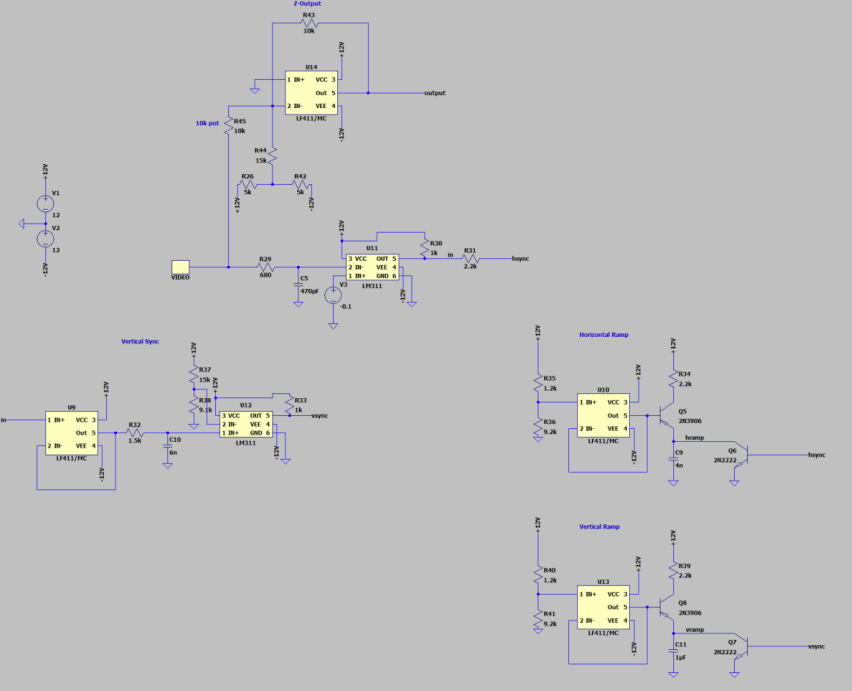 Z-Output
R43
10k
+12V
U14
1 IN+ VCC 3
Out 5
2 IN- VEE 4
LF411/MC
-12V
output
10k pot
R45
10k
R44
15k
R26
5k
+12V
R42
5k
-12V
+12V
V1
12
V2
12
-12V
VIDEO
R29
680
C5
470pF
V3
-0.1
+12V
U11
3 VCC OUT 5
2 IN- VEE 4
1 IN+ GND 6
LM311
-12V
R30
1k
in
R31
2.2k
hsync
Vertical Sync
in
U9
1 IN+ VCC 3
Out 5
2 IN- VEE 4
LF411/MC
+12V
-12V
R32
1.5k
C10
6n
+12V
R37
15k
R38
9.1k
+12V
U12
3 VCC OUT 5
2 IN- VEE 4
1 IN+ GND 6
LM311
-12V
R33
1k
vsync
Horizontal Ramp
+12V
R35
1.2k
R36
9.2k
U10
1 IN+ VCC 3
Out 5
2 IN- VEE 4
LF411/MC
+12V
-12V
+12V
R34
2.2k
Q5
2N3906
hramp
C9
4n
Q6
2N2222
hsync
Vertical Ramp
+12V
R40
1.2k
R41
9.2k
U13
1 IN+ VCC 3
Out 5
2 IN- VEE 4
LF411/MC
+12V
-12V
+12V
R39
2.2k
Q8
2N3906
vramp
C11
1µF
Q7
2N2222
vsync